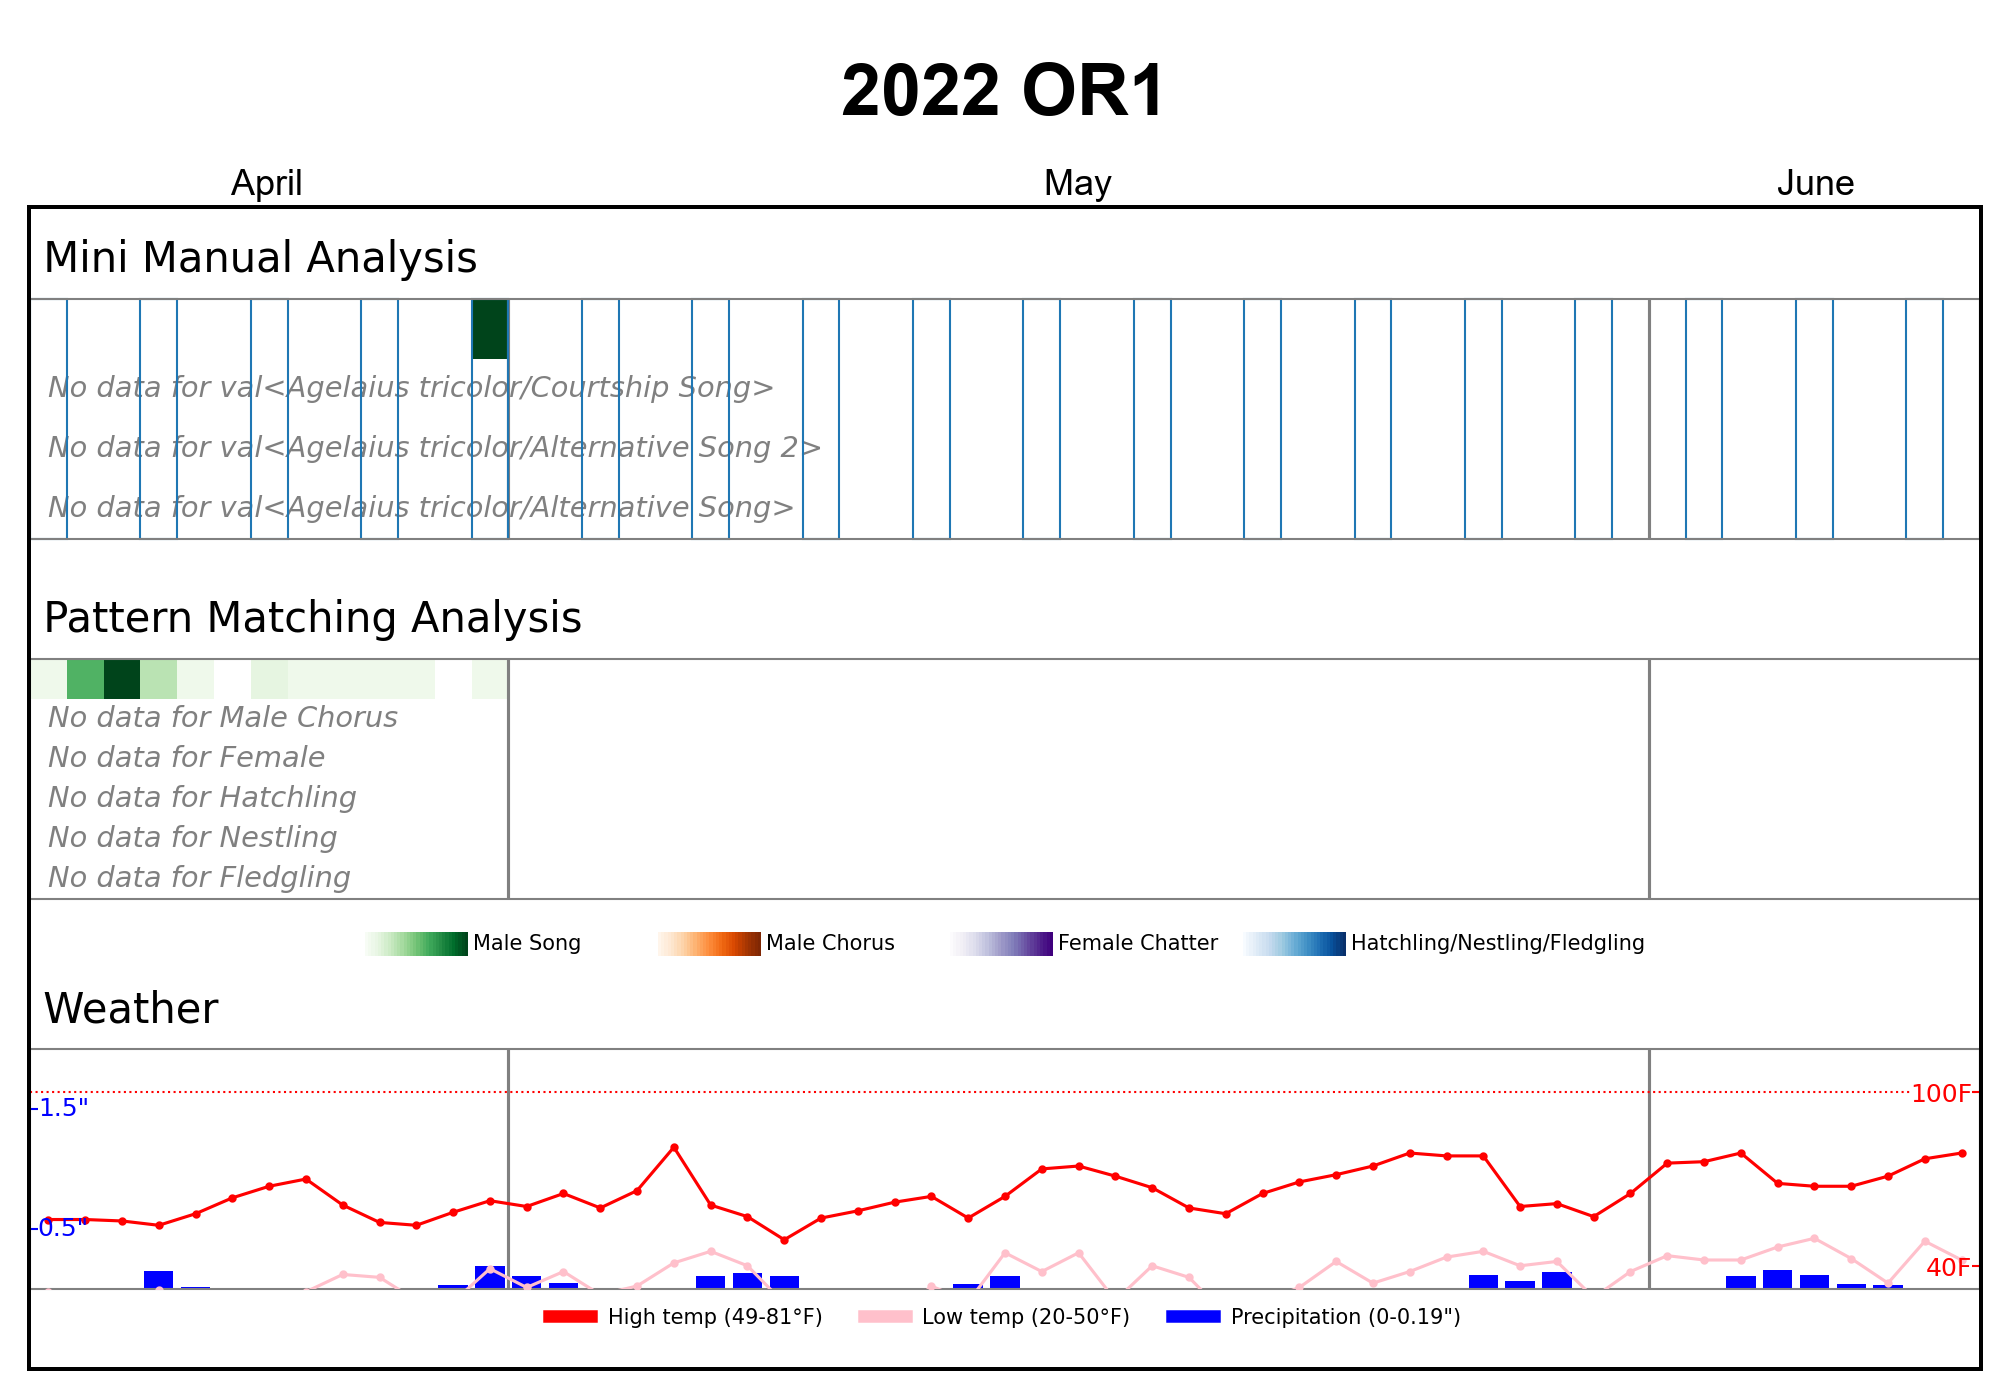 2022 OR1
April May June
Mini Manual Analysis
No data for val<Agelaius tricolor/Courtship Song>
No data for val<Agelaius tricolor/Alternative Song 2>
No data for val<Agelaius tricolor/Alternative Song>
Pattern Matching Analysis
No data for Male Chorus
No data for Female
No data for Hatchling
No data for Nestling
No data for Fledgling
Male Song Male Chorus Female Chatter Hatchling/Nestling/Fledgling
Weather
100F
1.5"
0.5"
40F
High temp (49-81°F) Low temp (20-50°F) Precipitation (0-0.19")